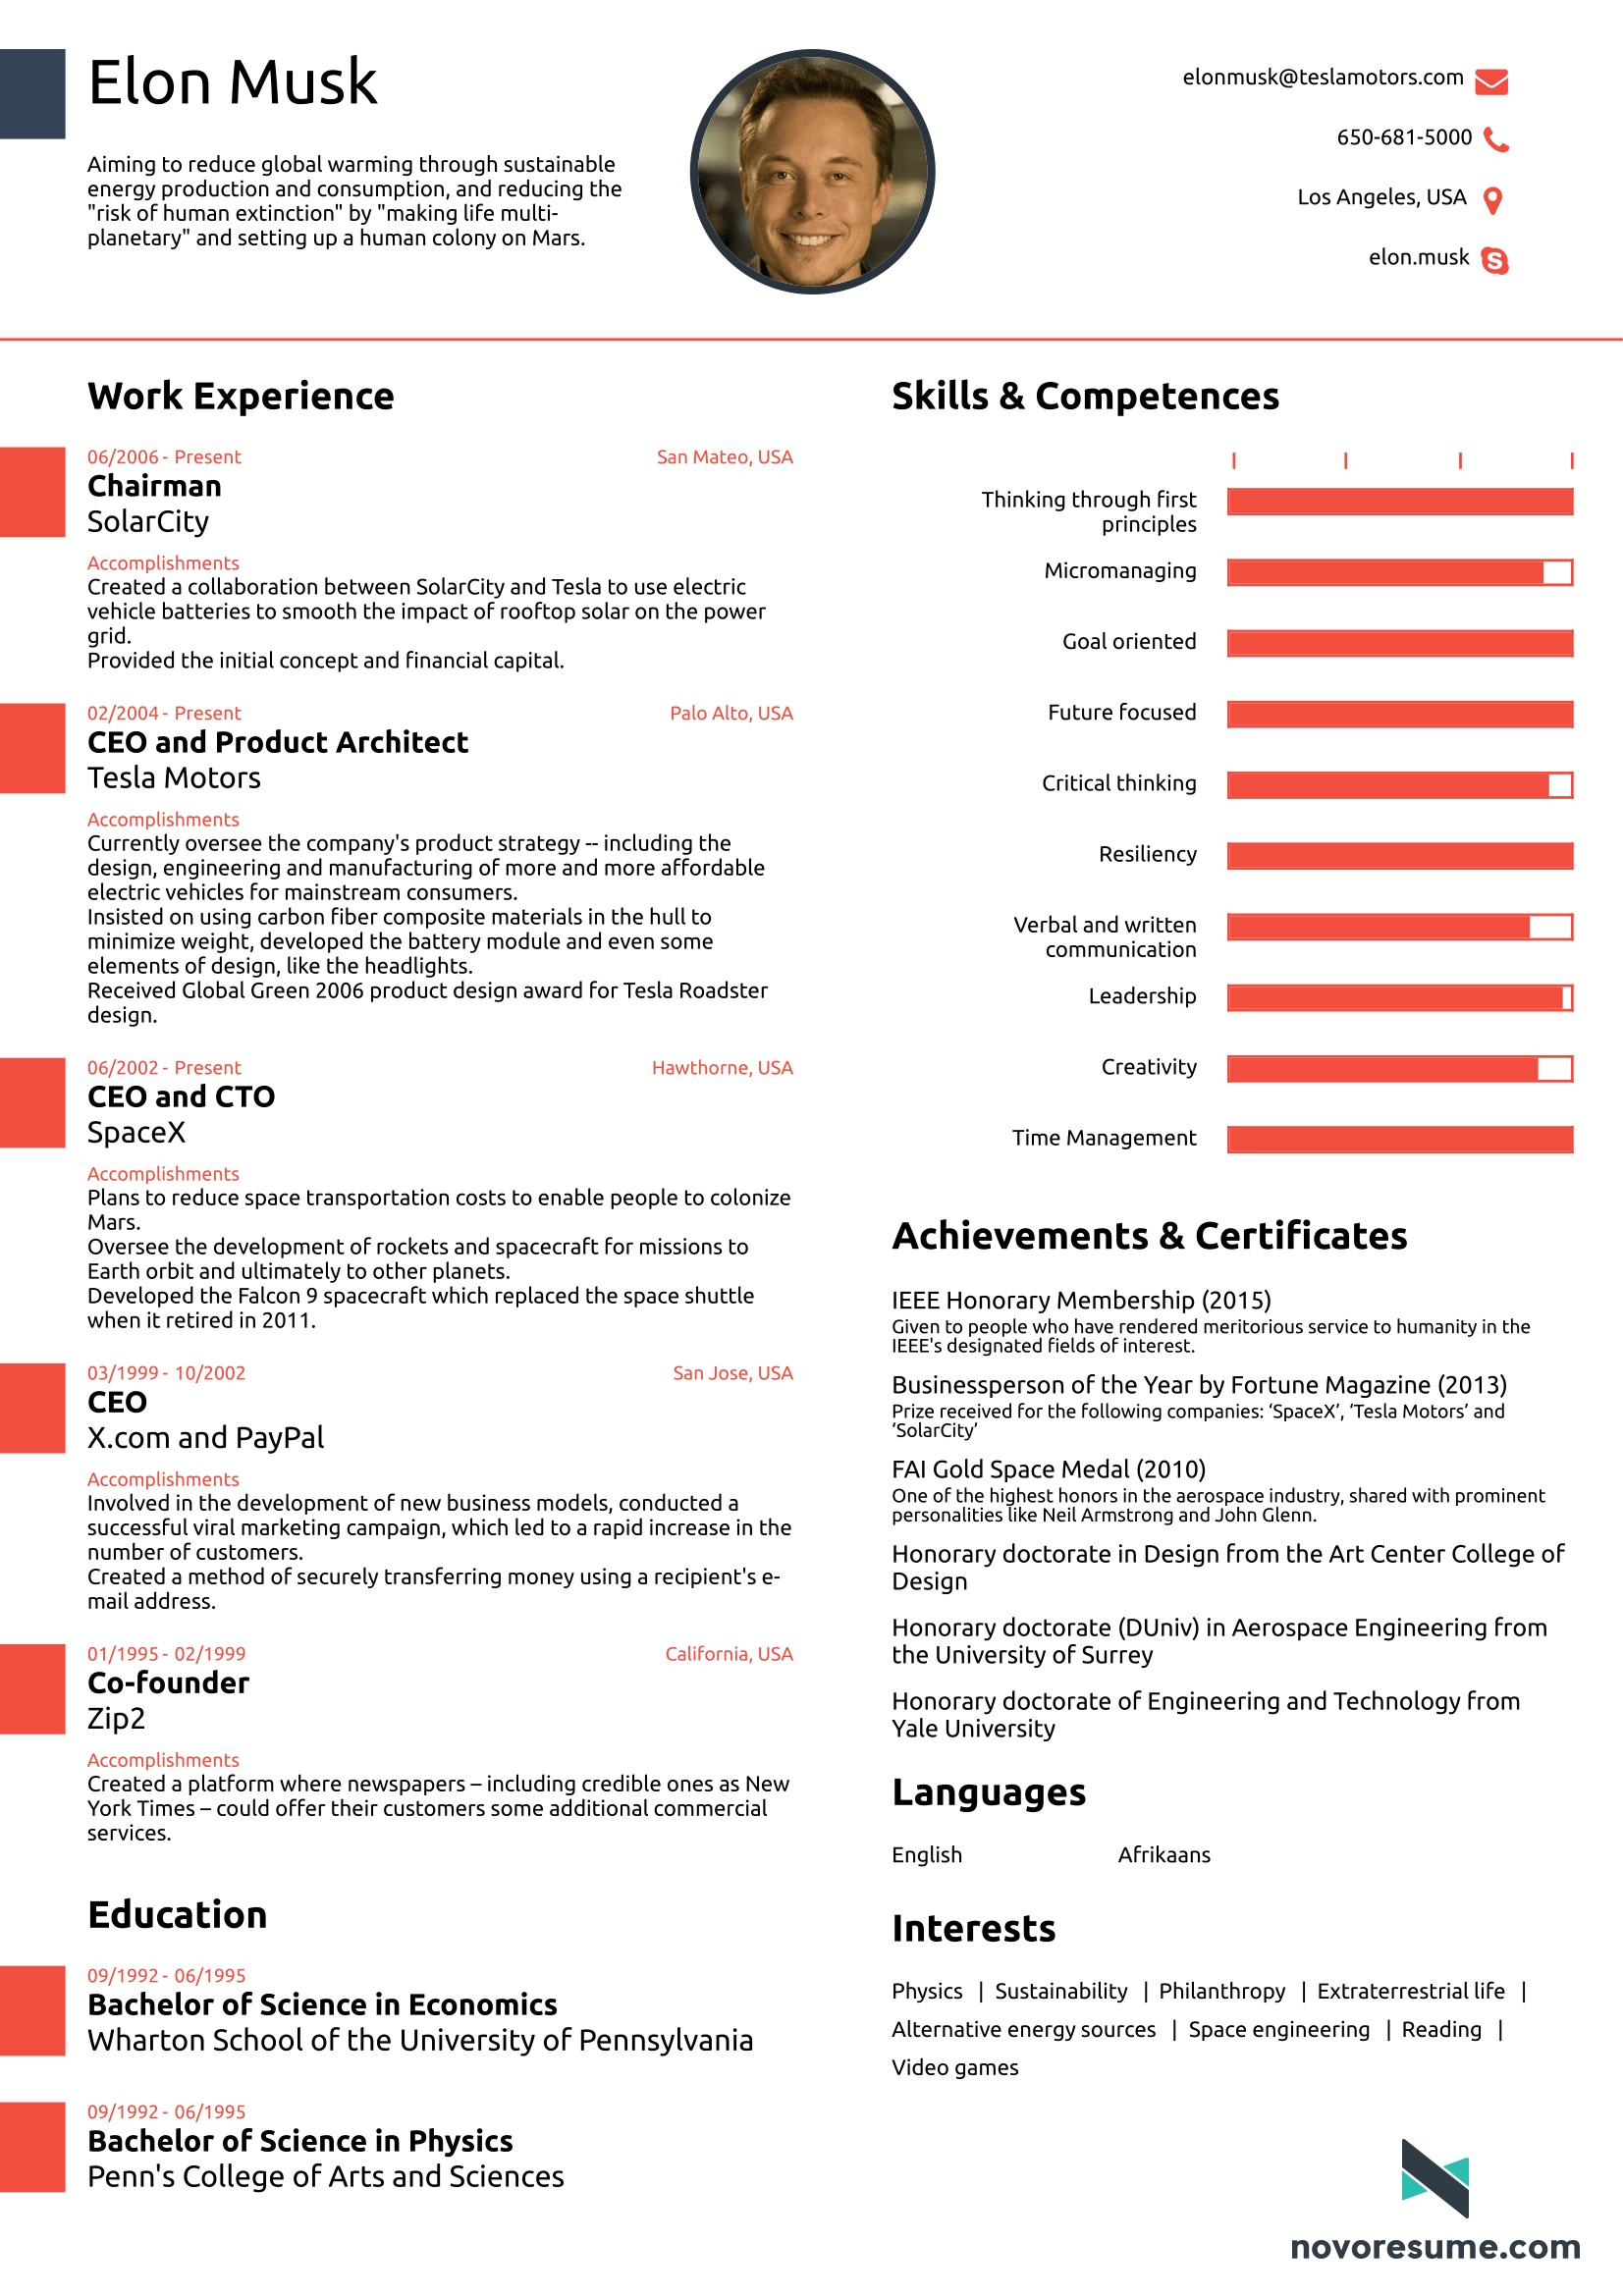 Elon Musk
Aiming to reduce global warming through sustainable
energy production and consumption, and reducing the
"risk of human extinction" by "making life multi-
planetary" and setting up a human colony on Mars.
elonmusk@teslamotors.com
650-681-5000
Los Angeles, USA
elon.musk
Work Experience
06/2006 - Present San Mateo, USA
Chairman
SolarCity
Accomplishments
Created a collaboration between SolarCity and Tesla to use electric
vehicle batteries to smooth the impact of rooftop solar on the power
grid.
Provided the initial concept and financial capital.
02/2004 - Present Palo Alto, USA
CEO and Product Architect
Tesla Motors
Accomplishments
Currently oversee the company's product strategy -- including the
design, engineering and manufacturing of more and more affordable
electric vehicles for mainstream consumers.
Insisted on using carbon fiber composite materials in the hull to
minimize weight, developed the battery module and even some
elements of design, like the headlights.
Received Global Green 2006 product design award for Tesla Roadster
design.
06/2002 - Present Hawthorne, USA
CEO and CTO
SpaceX
Accomplishments
Plans to reduce space transportation costs to enable people to colonize
Mars.
Oversee the development of rockets and spacecraft for missions to
Earth orbit and ultimately to other planets.
Developed the Falcon 9 spacecraft which replaced the space shuttle
when it retired in 2011.
03/1999 - 10/2002 San Jose, USA
CEO
X.com and PayPal
Accomplishments
Involved in the development of new business models, conducted a
successful viral marketing campaign, which led to a rapid increase in the
number of customers.
Created a method of securely transferring money using a recipient's e-
mail address.
01/1995 - 02/1999 California, USA
Co-founder
Zip2
Accomplishments
Created a platform where newspapers – including credible ones as New
York Times – could offer their customers some additional commercial
services.
Education
09/1992 - 06/1995
Bachelor of Science in Economics
Wharton School of the University of Pennsylvania
09/1992 - 06/1995
Bachelor of Science in Physics
Penn's College of Arts and Sciences
Skills & Competences
Thinking through first
principles
Micromanaging
Goal oriented
Future focused
Critical thinking
Resiliency
Verbal and written
communication
Leadership
Creativity
Time Management
Achievements & Certificates
IEEE Honorary Membership (2015)
Given to people who have rendered meritorious service to humanity in the
IEEE's designated fields of interest.
Businessperson of the Year by Fortune Magazine (2013)
Prize received for the following companies: ‘SpaceX’, ‘Tesla Motors’ and
‘SolarCity’
FAI Gold Space Medal (2010)
One of the highest honors in the aerospace industry, shared with prominent
personalities like Neil Armstrong and John Glenn.
Honorary doctorate in Design from the Art Center College of
Design
Honorary doctorate (DUniv) in Aerospace Engineering from
the University of Surrey
Honorary doctorate of Engineering and Technology from
Yale University
Languages
English Afrikaans
Interests
Physics | Sustainability | Philanthropy | Extraterrestrial life |
Alternative energy sources | Space engineering | Reading |
Video games
novoresume.com